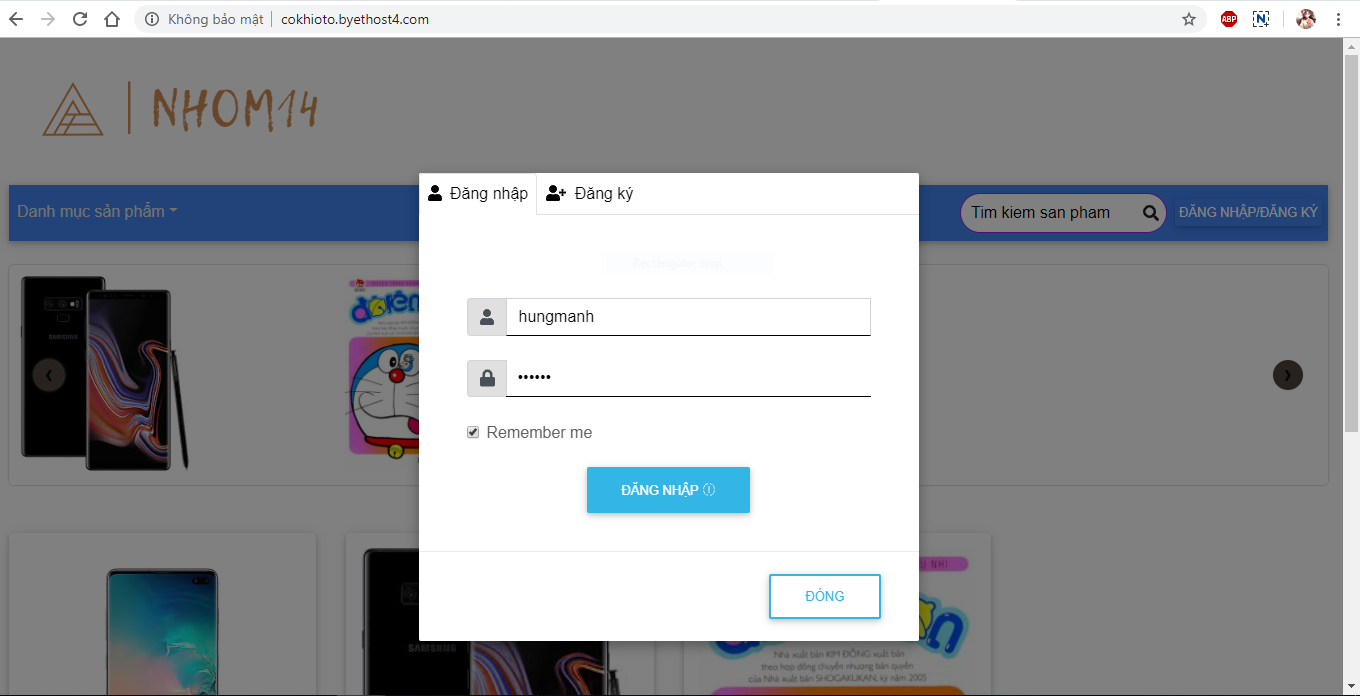 Không bảo mật
cokhioto.byethost4.com
ABP
N
NHOM14
Đăng nhập
Đăng ký
Danh mục sản phẩm
Tim kiem san pham
ĐĂNG NHẬP/ĐĂNG KÝ
SAMSUNG
hungmanh
••••••
Remember me
ĐĂNG NHẬP
ĐÓNG
SAMSUNG
Nhà xuất bản KIM ĐỒNG xuất bản
theo hợp đồng chuyển nhượng bản quyền
của Nhà xuất bản SHOGAKUKAN, ký năm 2005